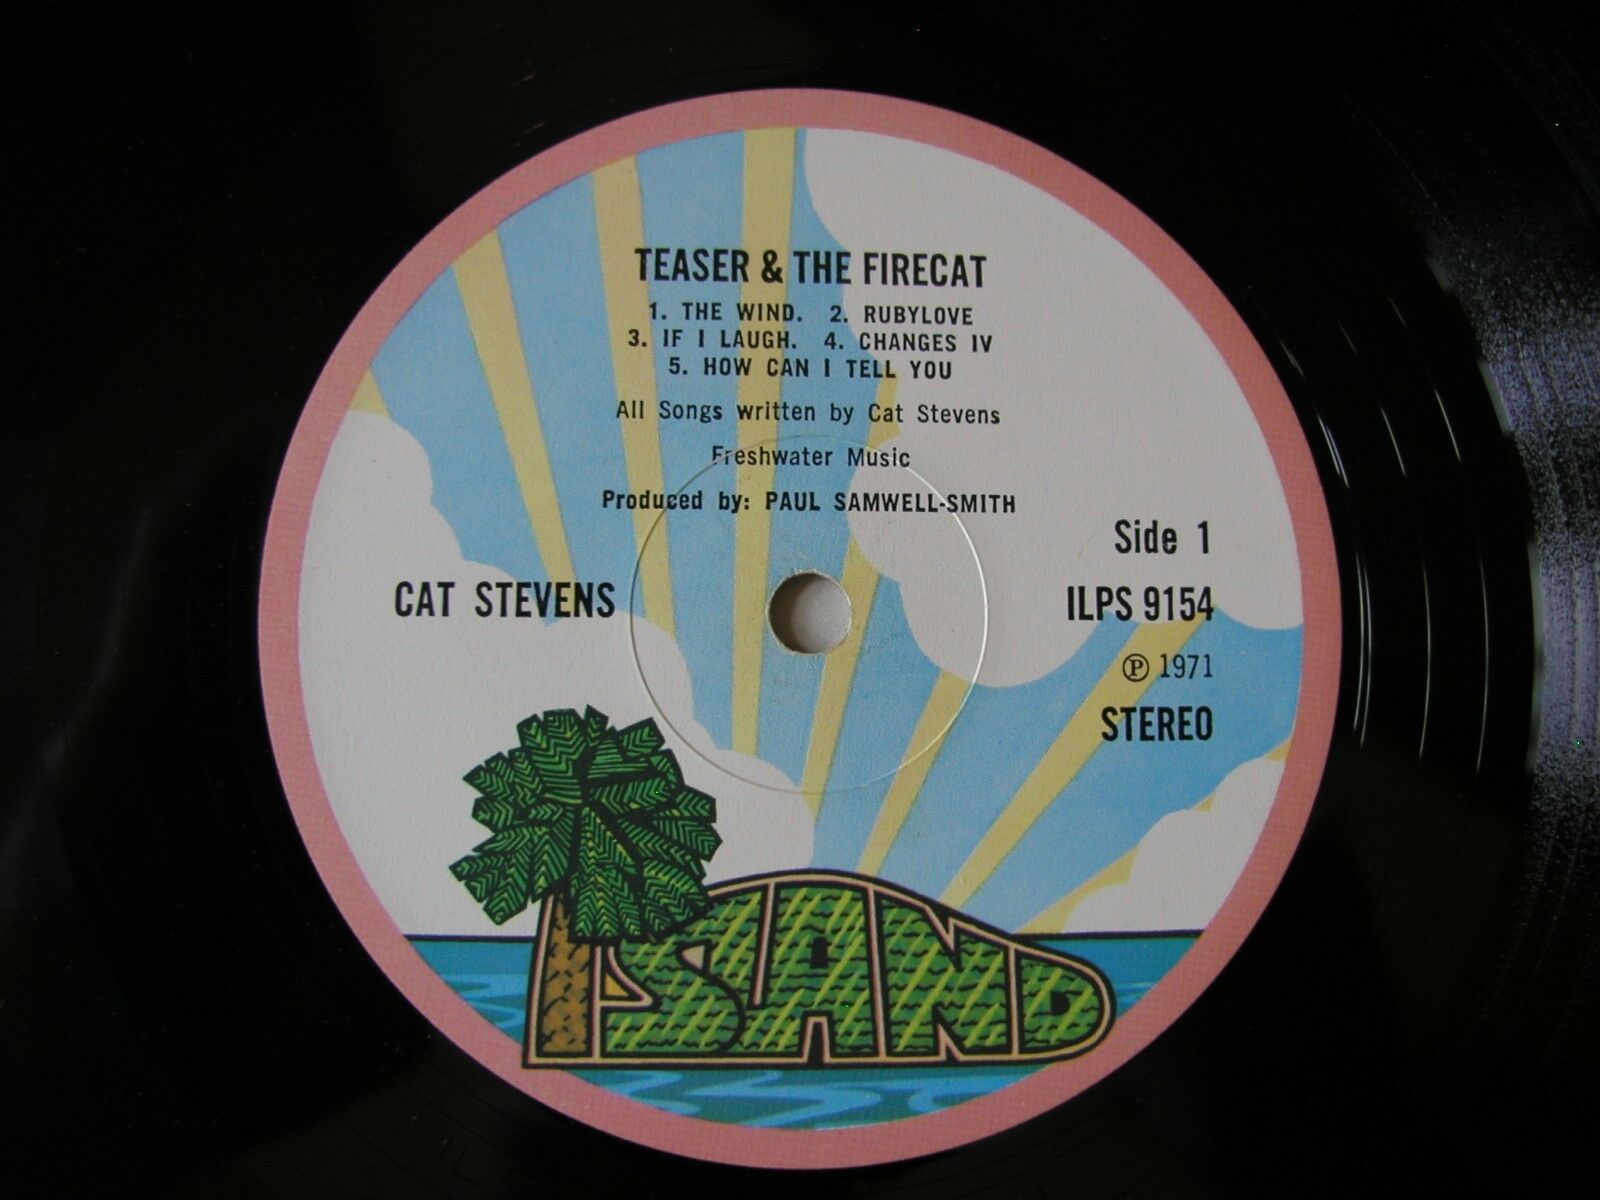 TEASER & THE FIRECAT
1. THE WIND. 2. RUBYLOVE
3. IF I LAUGH. 4. CHANGES IV
5. HOW CAN I TELL YOU
All Songs written by Cat Stevens
Freshwater Music
Produced by: PAUL SAMWELL-SMITH
Side 1
CAT STEVENS
ILPS 9154
℗ 1971
STEREO
ISLAND